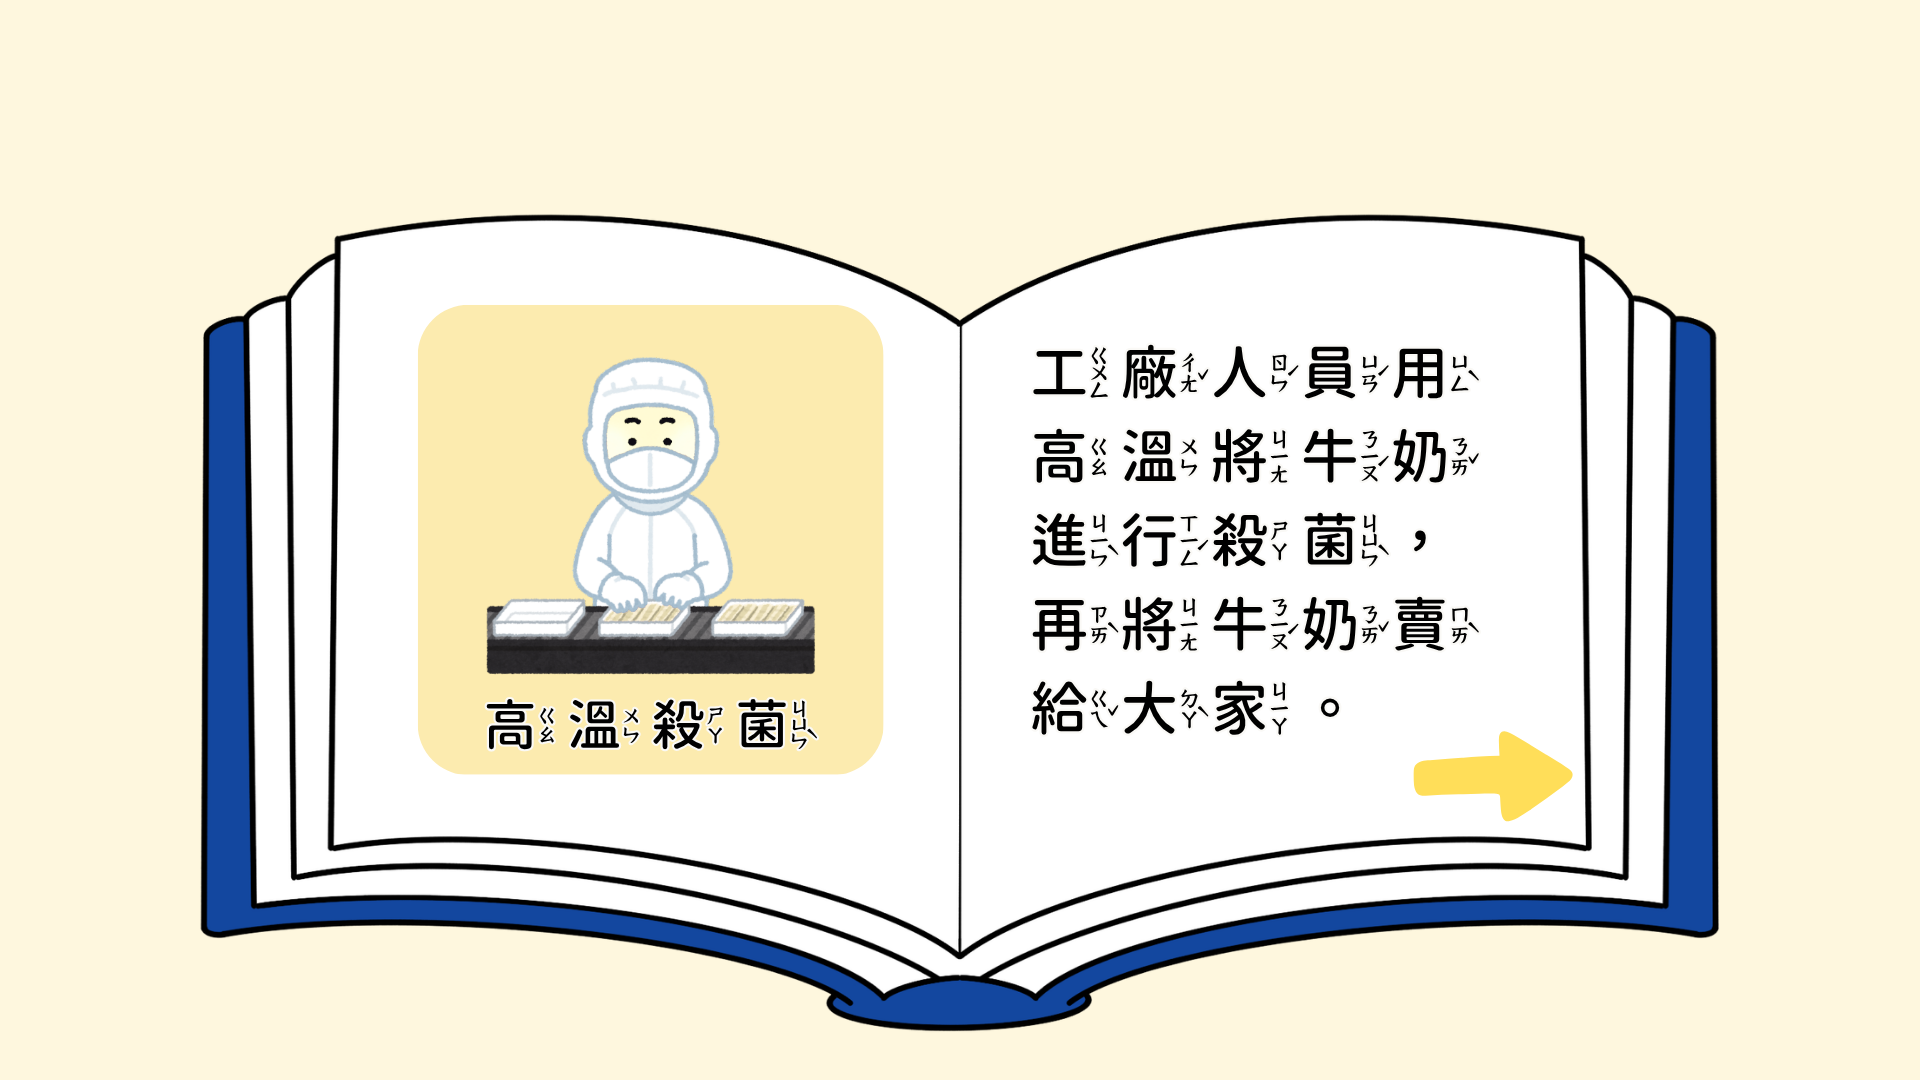 高溫殺菌
工廠人員用
高溫將牛奶
進行殺菌，
再將牛奶賣
給大家。